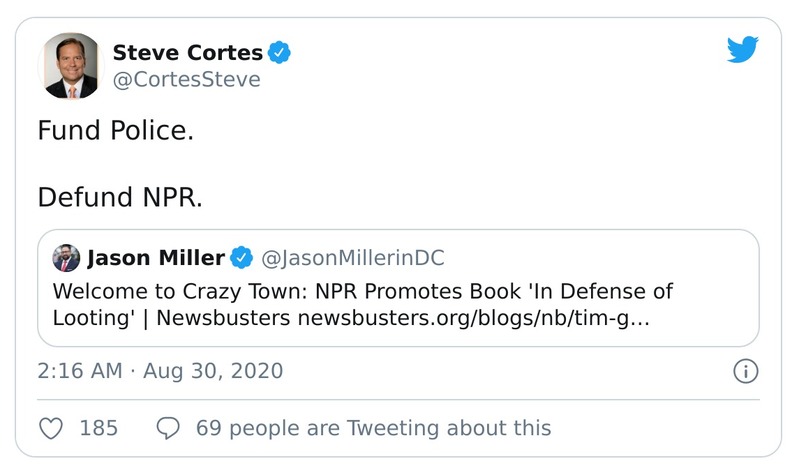 Steve Cortes
@CortesSteve
Fund Police.
Defund NPR.
Jason Miller @JasonMillerinDC
Welcome to Crazy Town: NPR Promotes Book 'In Defense of
Looting' | Newsbusters newsbusters.org/blogs/nb/tim-g…
2:16 AM · Aug 30, 2020
185 69 people are Tweeting about this